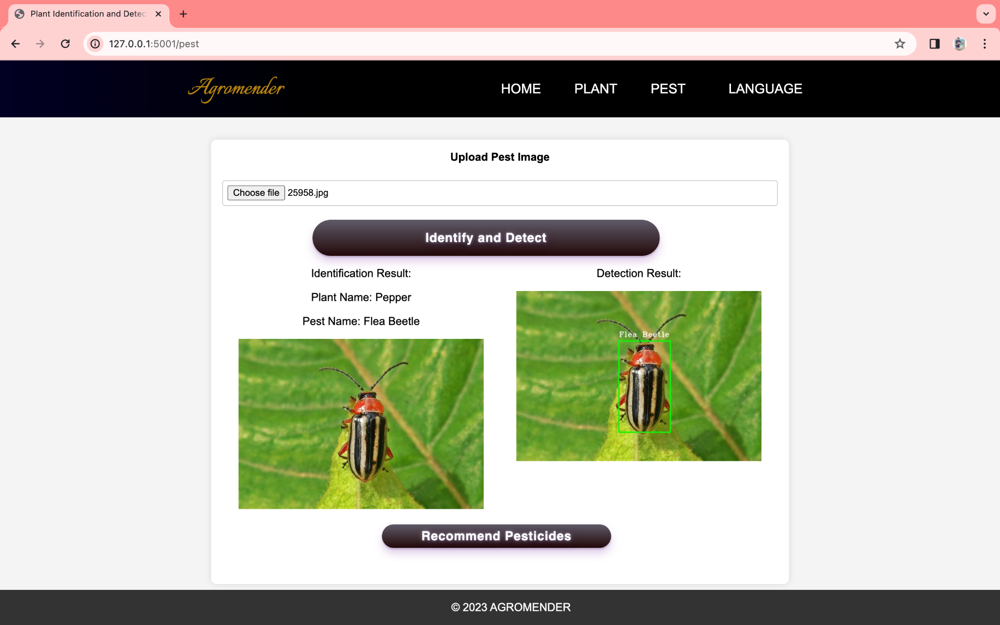 Plant Identification and Detec
127.0.0.1:5001/pest
Agromender
HOME PLANT PEST LANGUAGE
Upload Pest Image
Choose file 25958.jpg
Identify and Detect
Identification Result:
Plant Name: Pepper
Pest Name: Flea Beetle
Detection Result:
Flea Beetle
Recommend Pesticides
© 2023 AGROMENDER